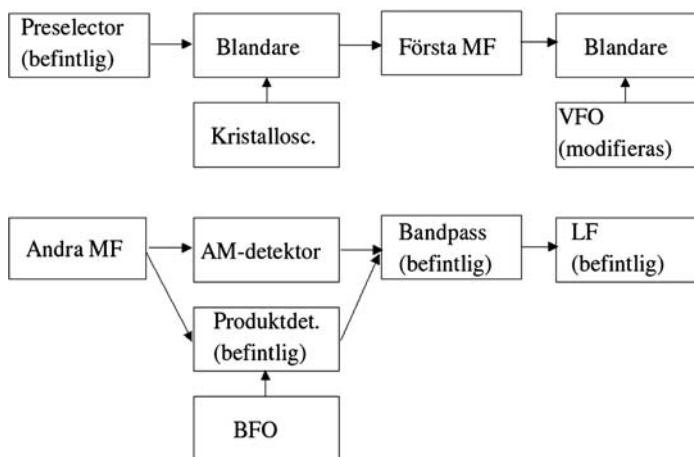 Preselector
(befintlig)
Blandare
Första MF
Blandare
Kristallosc.
VFO
(modifieras)
Andra MF
AM-detektor
Bandpass
(befintlig)
LF
(befintlig)
Produktdet.
(befintlig)
BFO